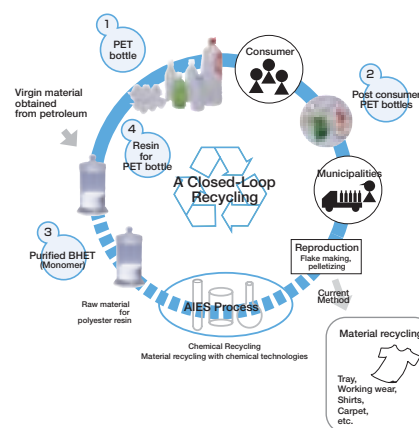 1
PET
bottle
Consumer
2
Post consumer
PET bottles
Virgin material
obtained
from petroleum
4
Resin
for
PET bottle
A Closed-Loop
Recycling
Municipalities
3
Purified BHET
(Monomer)
Reproduction
Flake making,
pelletizing
Raw material
for
polyester resin
AIES Process
Current
Method
Chemical Recycling
Material recycling with chemical technologies
Material recycling
Tray,
Working wear,
Shirts,
Carpet,
etc.